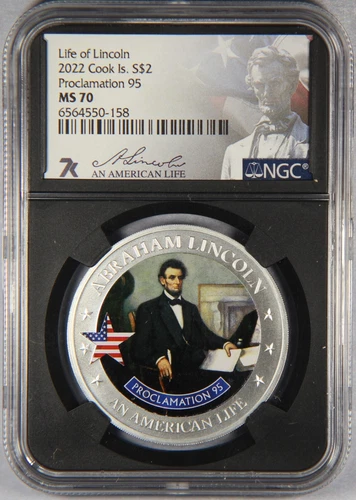 Life of Lincoln
2022 Cook Is. S$2
Proclamation 95
MS 70
6564550-158
7k
A. Lincoln
AN AMERICAN LIFE
NGC
ABRAHAM LINCOLN
PROCLAMATION 95
AN AMERICAN LIFE